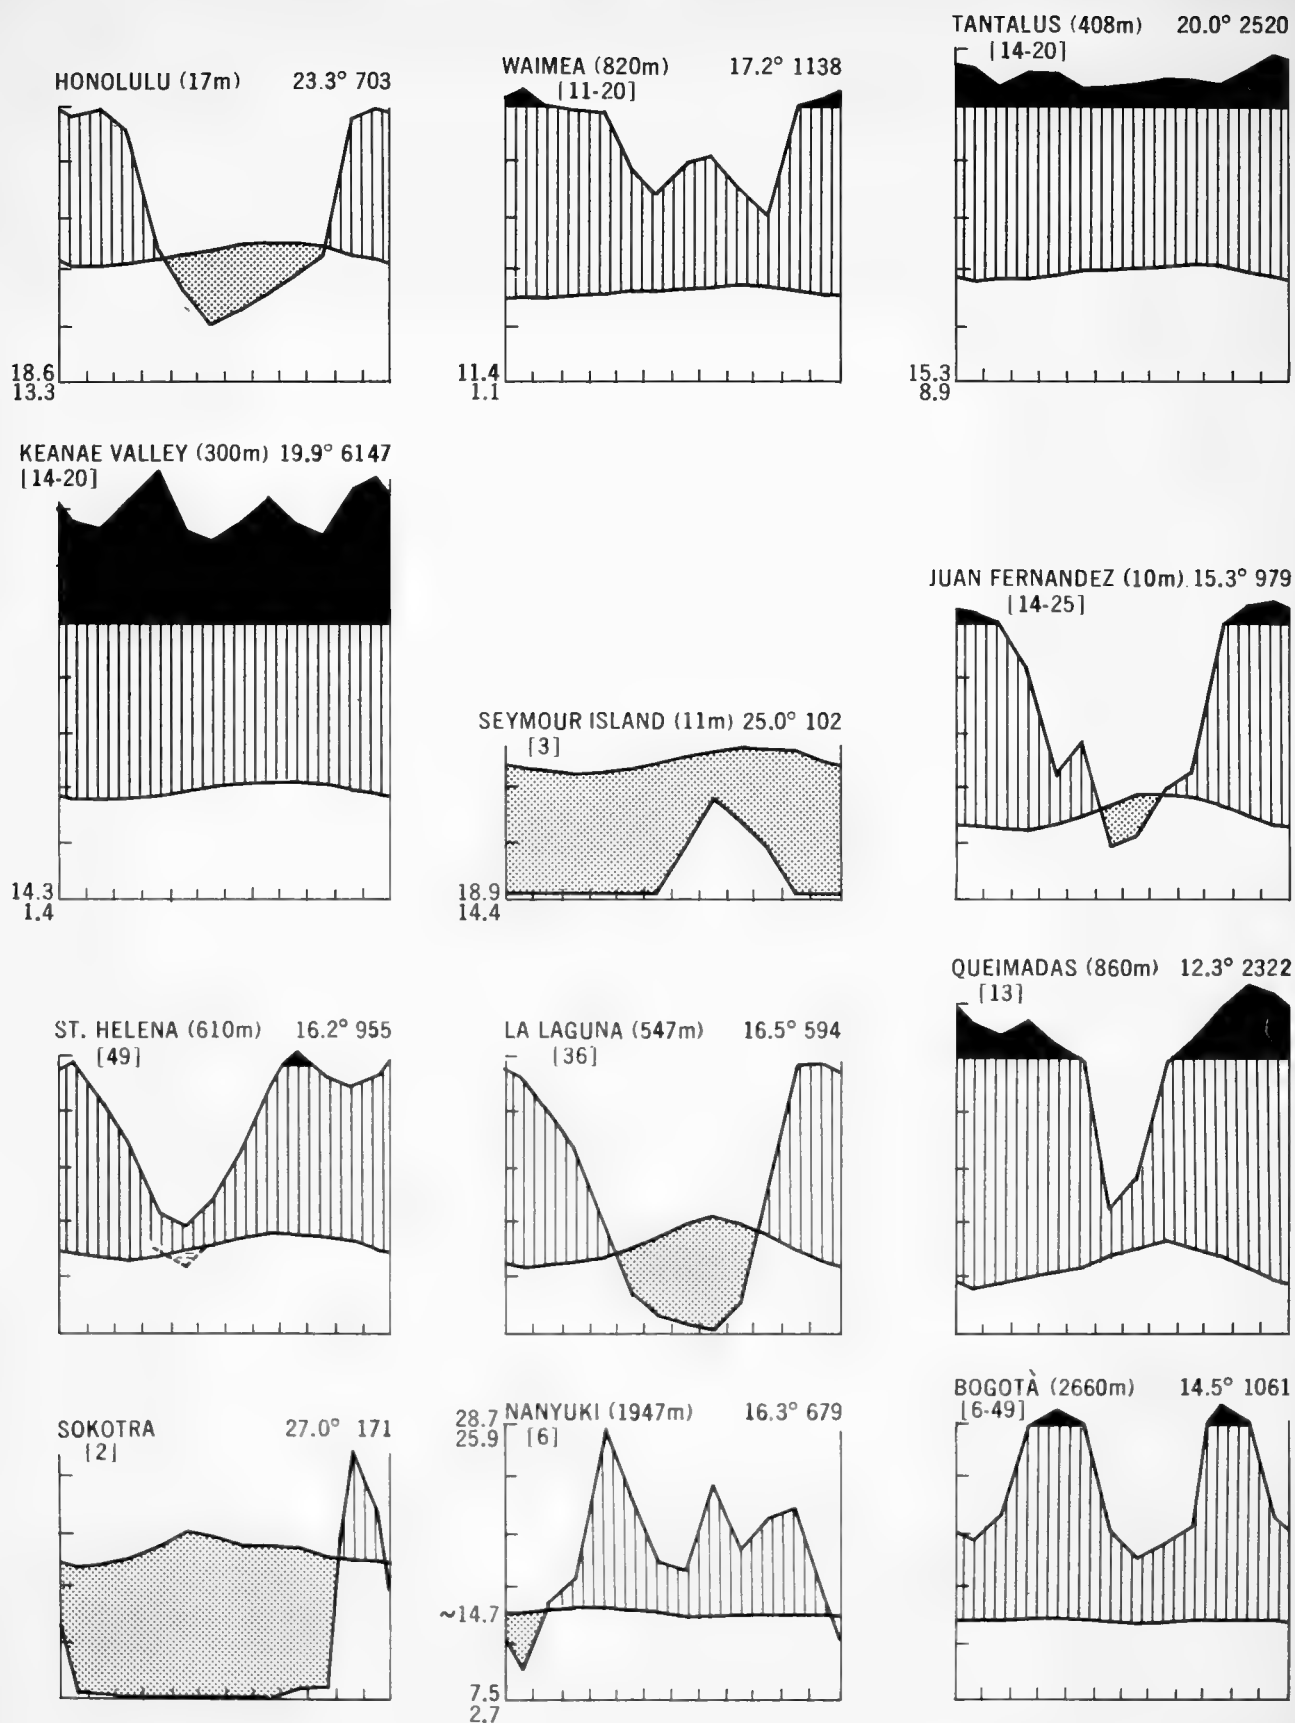 HONOLULU (17m) 23.3° 703
18.6
13.3
WAIMEA (820m) 17.2° 1138
[11-20]
11.4
1.1
TANTALUS (408m) 20.0° 2520
[14-20]
15.3
8.9
KEANAE VALLEY (300m) 19.9° 6147
[14-20]
14.3
1.4
SEYMOUR ISLAND (11m) 25.0° 102
[3]
18.9
14.4
JUAN FERNANDEZ (10m) 15.3° 979
[14-25]
ST. HELENA (610m) 16.2° 955
[49]
LA LAGUNA (547m) 16.5° 594
[36]
QUEIMADAS (860m) 12.3° 2322
[13]
SOKOTRA 27.0° 171
[2]
NANYUKI (1947m) 16.3° 679
[6]
28.7
25.9
~14.7
7.5
2.7
BOGOTÀ (2660m) 14.5° 1061
[6-49]